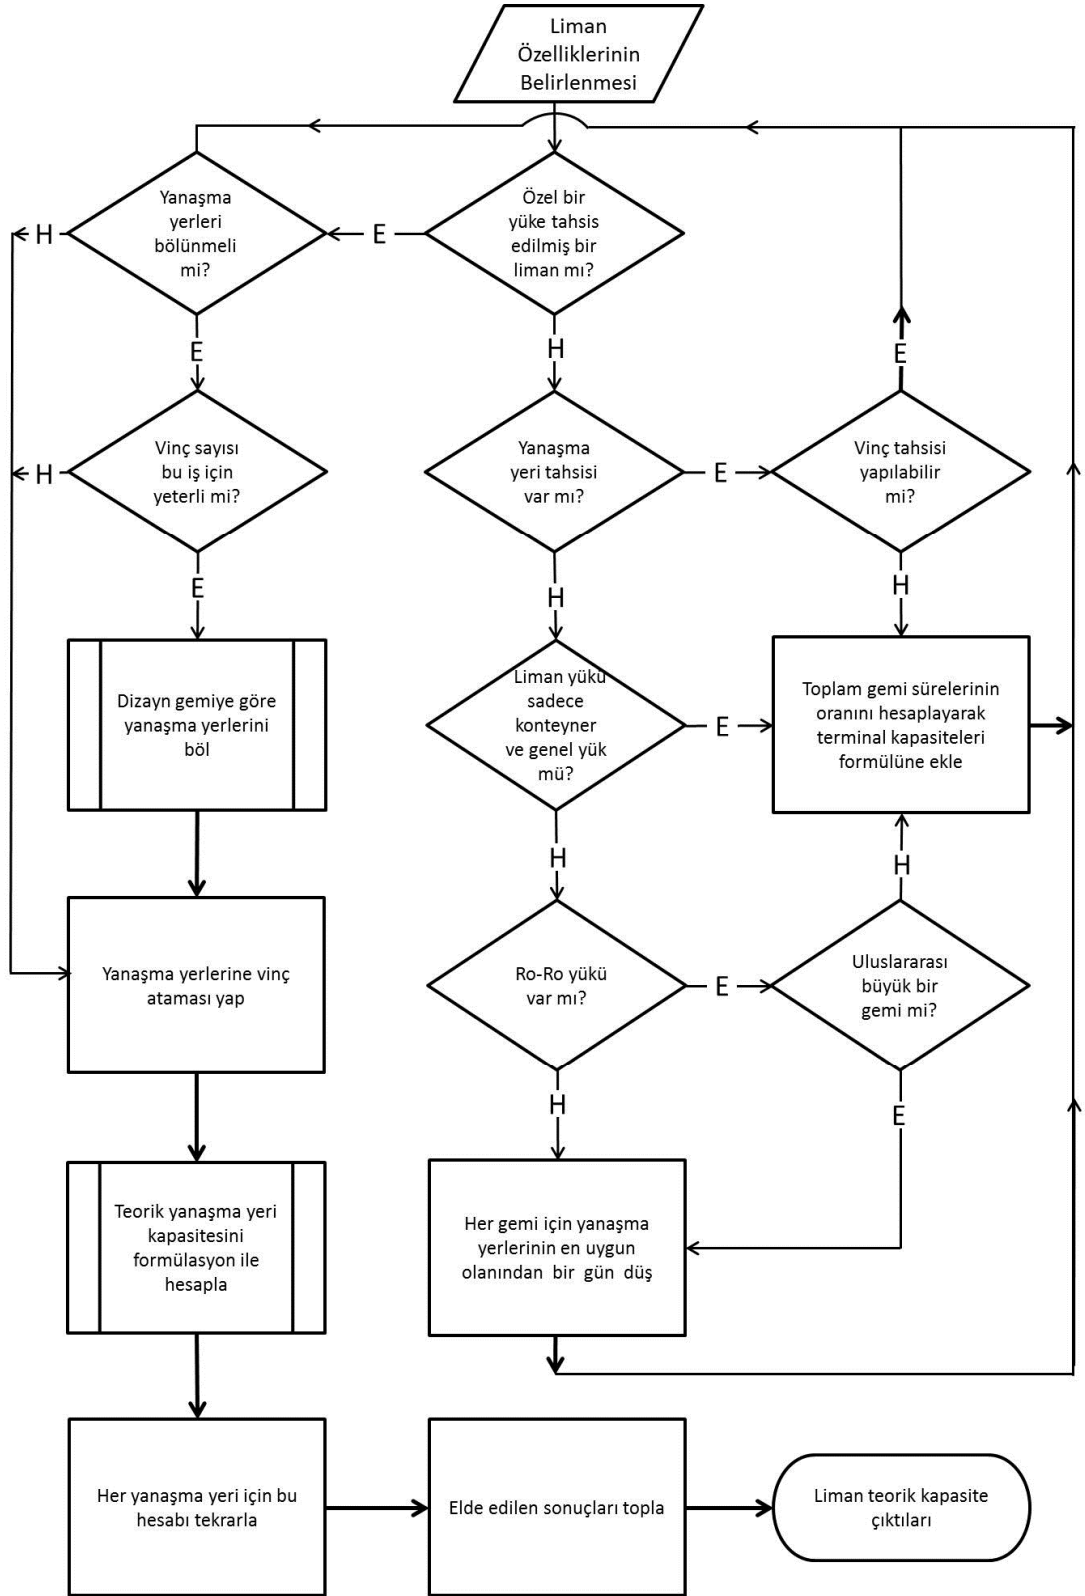 Liman
Özelliklerinin
Belirlenmesi
Yanaşma
yerleri
bölünmeli
mi?
Özel bir
yüke tahsis
edilmiş bir
liman mı?
H
E
E
H
E
Vinç sayısı
bu iş için
yeterli mi?
Yanaşma
yeri tahsisi
var mı?
Vinç tahsisi
yapılabilir
mi?
H
E
E
H
H
Dizayn gemiye göre
yanaşma yerlerini
böl
Liman yükü
sadece
konteyner
ve genel yük
mü?
E
Toplam gemi sürelerinin
oranını hesaplayarak
terminal kapasiteleri
formülüne ekle
H
H
Yanaşma yerlerine vinç
ataması yap
Ro-Ro yükü
var mı?
E
Uluslararası
büyük bir
gemi mi?
H
E
Teorik yanaşma yeri
kapasitesini
formülasyon ile
hesapla
Her gemi için yanaşma
yerlerinin en uygun
olanından bir gün düş
Her yanaşma yeri için bu
hesabı tekrarla
Elde edilen sonuçları topla
Liman teorik kapasite
çıktıları